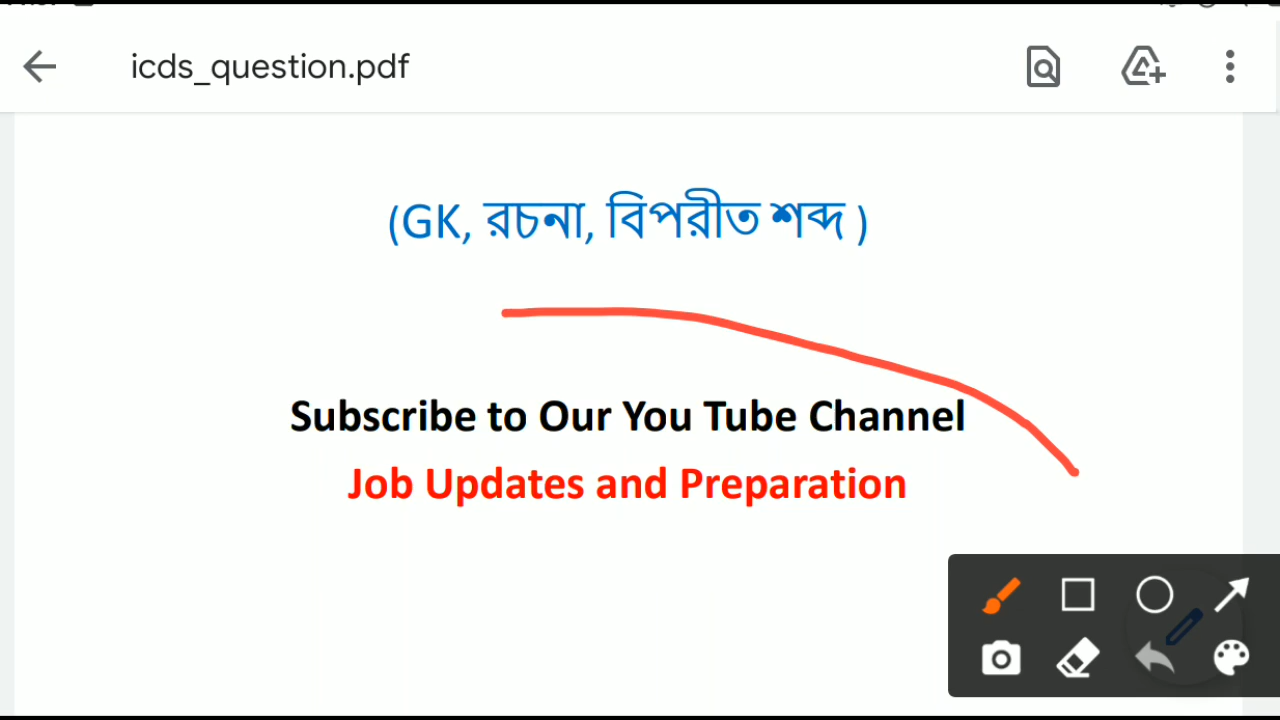 icds_question.pdf
(GK, রচনা, বিপরীত শব্দ )
Subscribe to Our You Tube Channel
Job Updates and Preparation